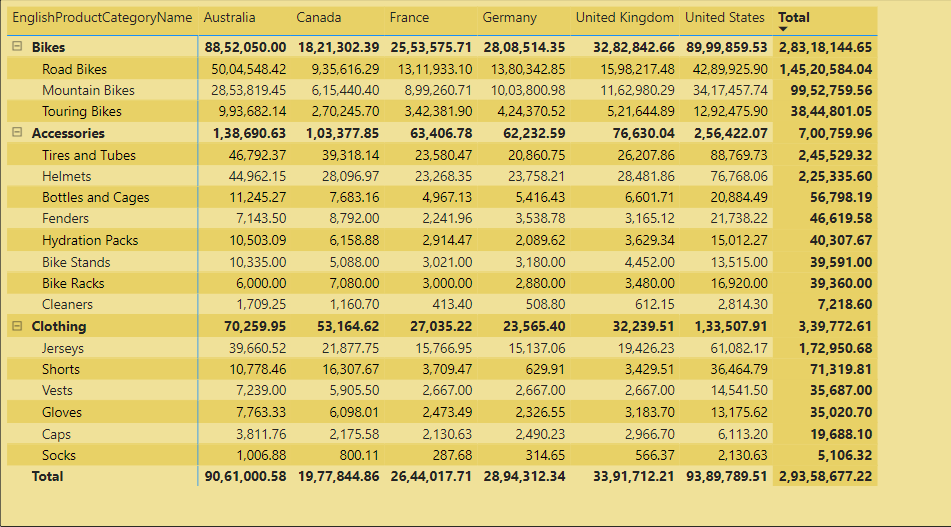 EnglishProductCategoryName Australia Canada France Germany United Kingdom United States Total
Bikes 88,52,050.00 18,21,302.39 25,53,575.71 28,08,514.35 32,82,842.66 89,99,859.53 2,83,18,144.65
Road Bikes 50,04,548.42 9,35,616.29 13,11,933.10 13,80,342.85 15,98,217.48 42,89,925.90 1,45,20,584.04
Mountain Bikes 28,53,819.45 6,15,440.40 8,99,260.71 10,03,800.98 11,62,980.29 34,17,457.74 99,52,759.56
Touring Bikes 9,93,682.14 2,70,245.70 3,42,381.90 4,24,370.52 5,21,644.89 12,92,475.90 38,44,801.05
Accessories 1,38,690.63 1,03,377.85 63,406.78 62,232.59 76,630.04 2,56,422.07 7,00,759.96
Tires and Tubes 46,792.37 39,318.14 23,580.47 20,860.75 26,207.86 88,769.73 2,45,529.32
Helmets 44,962.15 28,096.97 23,268.35 23,758.21 28,481.86 76,768.06 2,25,335.60
Bottles and Cages 11,245.27 7,683.16 4,967.13 5,416.43 6,601.71 20,884.49 56,798.19
Fenders 7,143.50 8,792.00 2,241.96 3,538.78 3,165.12 21,738.22 46,619.58
Hydration Packs 10,503.09 6,158.88 2,914.47 2,089.62 3,629.34 15,012.27 40,307.67
Bike Stands 10,335.00 5,088.00 3,021.00 3,180.00 4,452.00 13,515.00 39,591.00
Bike Racks 6,000.00 7,080.00 3,000.00 2,880.00 3,480.00 16,920.00 39,360.00
Cleaners 1,709.25 1,160.70 413.40 508.80 612.15 2,814.30 7,218.60
Clothing 70,259.95 53,164.62 27,035.22 23,565.40 32,239.51 1,33,507.91 3,39,772.61
Jerseys 39,660.52 21,877.75 15,766.95 15,137.06 19,426.23 61,082.17 1,72,950.68
Shorts 10,778.46 16,307.67 3,709.47 629.91 3,429.51 36,464.79 71,319.81
Vests 7,239.00 5,905.50 2,667.00 2,667.00 2,667.00 14,541.50 35,687.00
Gloves 7,763.33 6,098.01 2,473.49 2,326.55 3,183.70 13,175.62 35,020.70
Caps 3,811.76 2,175.58 2,130.63 2,490.23 2,966.70 6,113.20 19,688.10
Socks 1,006.88 800.11 287.68 314.65 566.37 2,130.63 5,106.32
Total 90,61,000.58 19,77,844.86 26,44,017.71 28,94,312.34 33,91,712.21 93,89,789.51 2,93,58,677.22